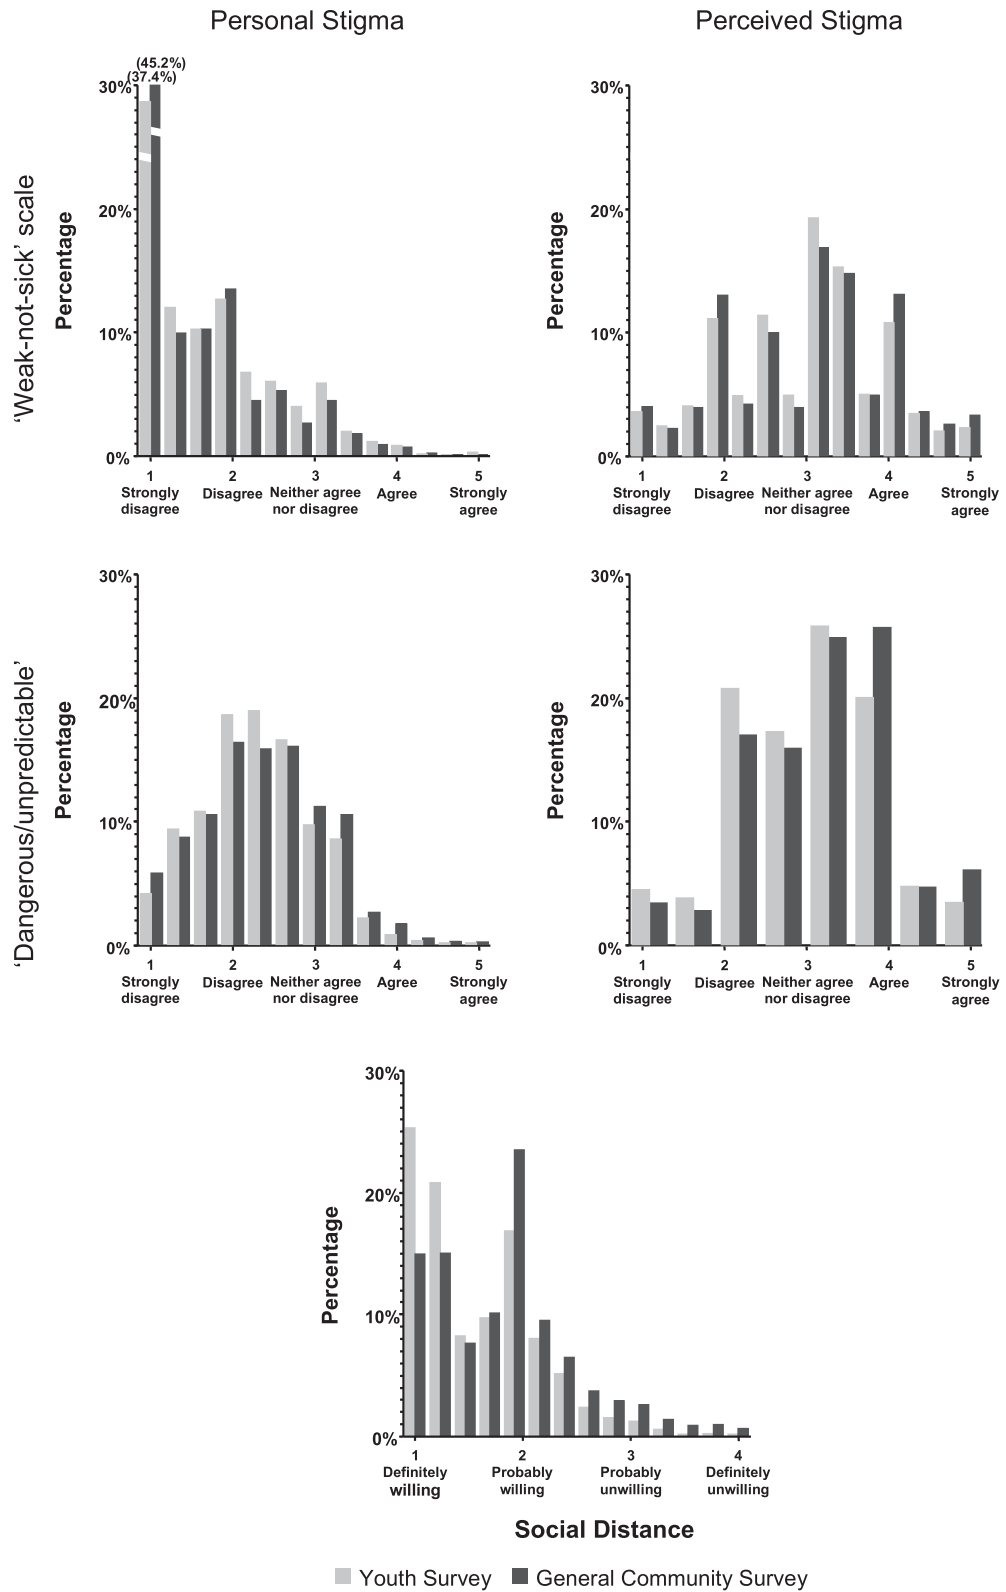 Personal Stigma
Perceived Stigma
‘Weak-not-sick’ scale
Percentage
(45.2%)
(37.4%)
30%
20%
10%
0%
1 2 3 4 5
Strongly disagree
Disagree
Neither agree nor disagree
Agree
Strongly agree
Percentage
30%
20%
10%
0%
1 2 3 4 5
Strongly disagree
Disagree
Neither agree nor disagree
Agree
Strongly agree
‘Dangerous/unpredictable’
Percentage
30%
20%
10%
0%
1 2 3 4 5
Strongly disagree
Disagree
Neither agree nor disagree
Agree
Strongly agree
Percentage
30%
20%
10%
0%
1 2 3 4 5
Strongly disagree
Disagree
Neither agree nor disagree
Agree
Strongly agree
Percentage
30%
20%
10%
0%
1 2 3 4
Definitely willing
Probably willing
Probably unwilling
Definitely unwilling
Social Distance
Youth Survey
General Community Survey